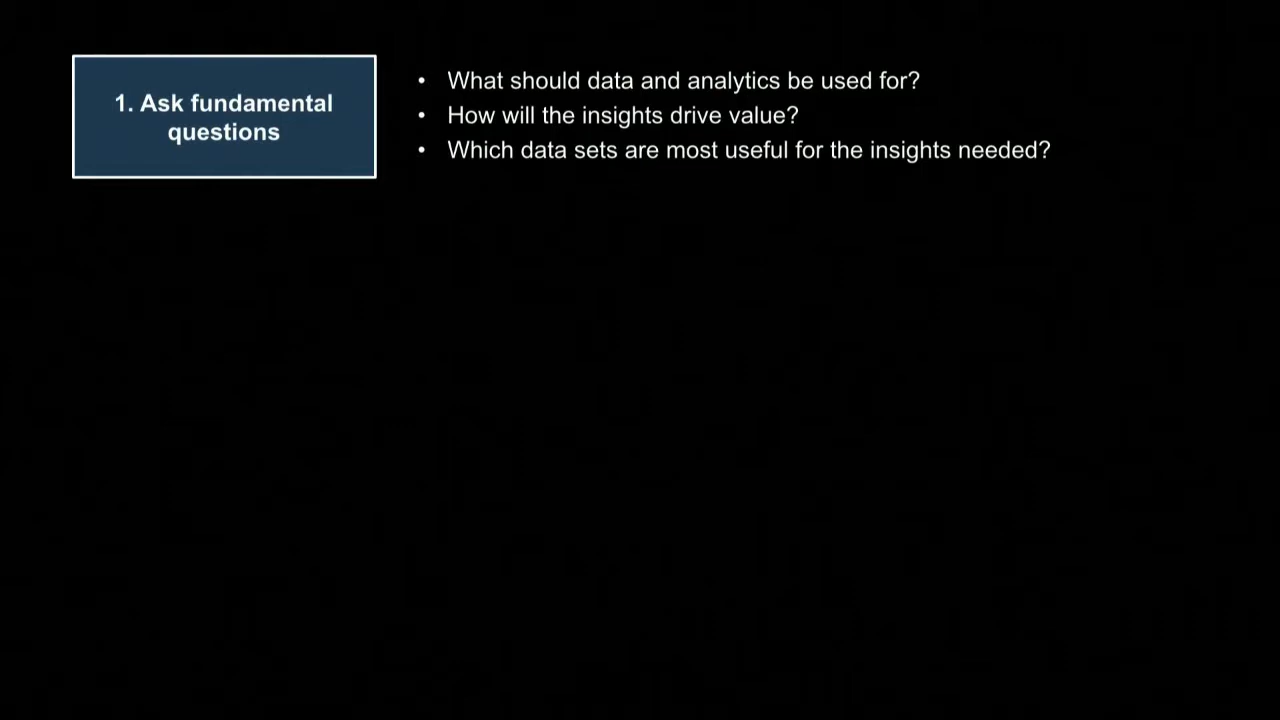 1. Ask fundamental
questions
• What should data and analytics be used for?
• How will the insights drive value?
• Which data sets are most useful for the insights needed?